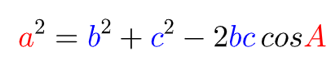 a² = b² + c² − 2bc cosA